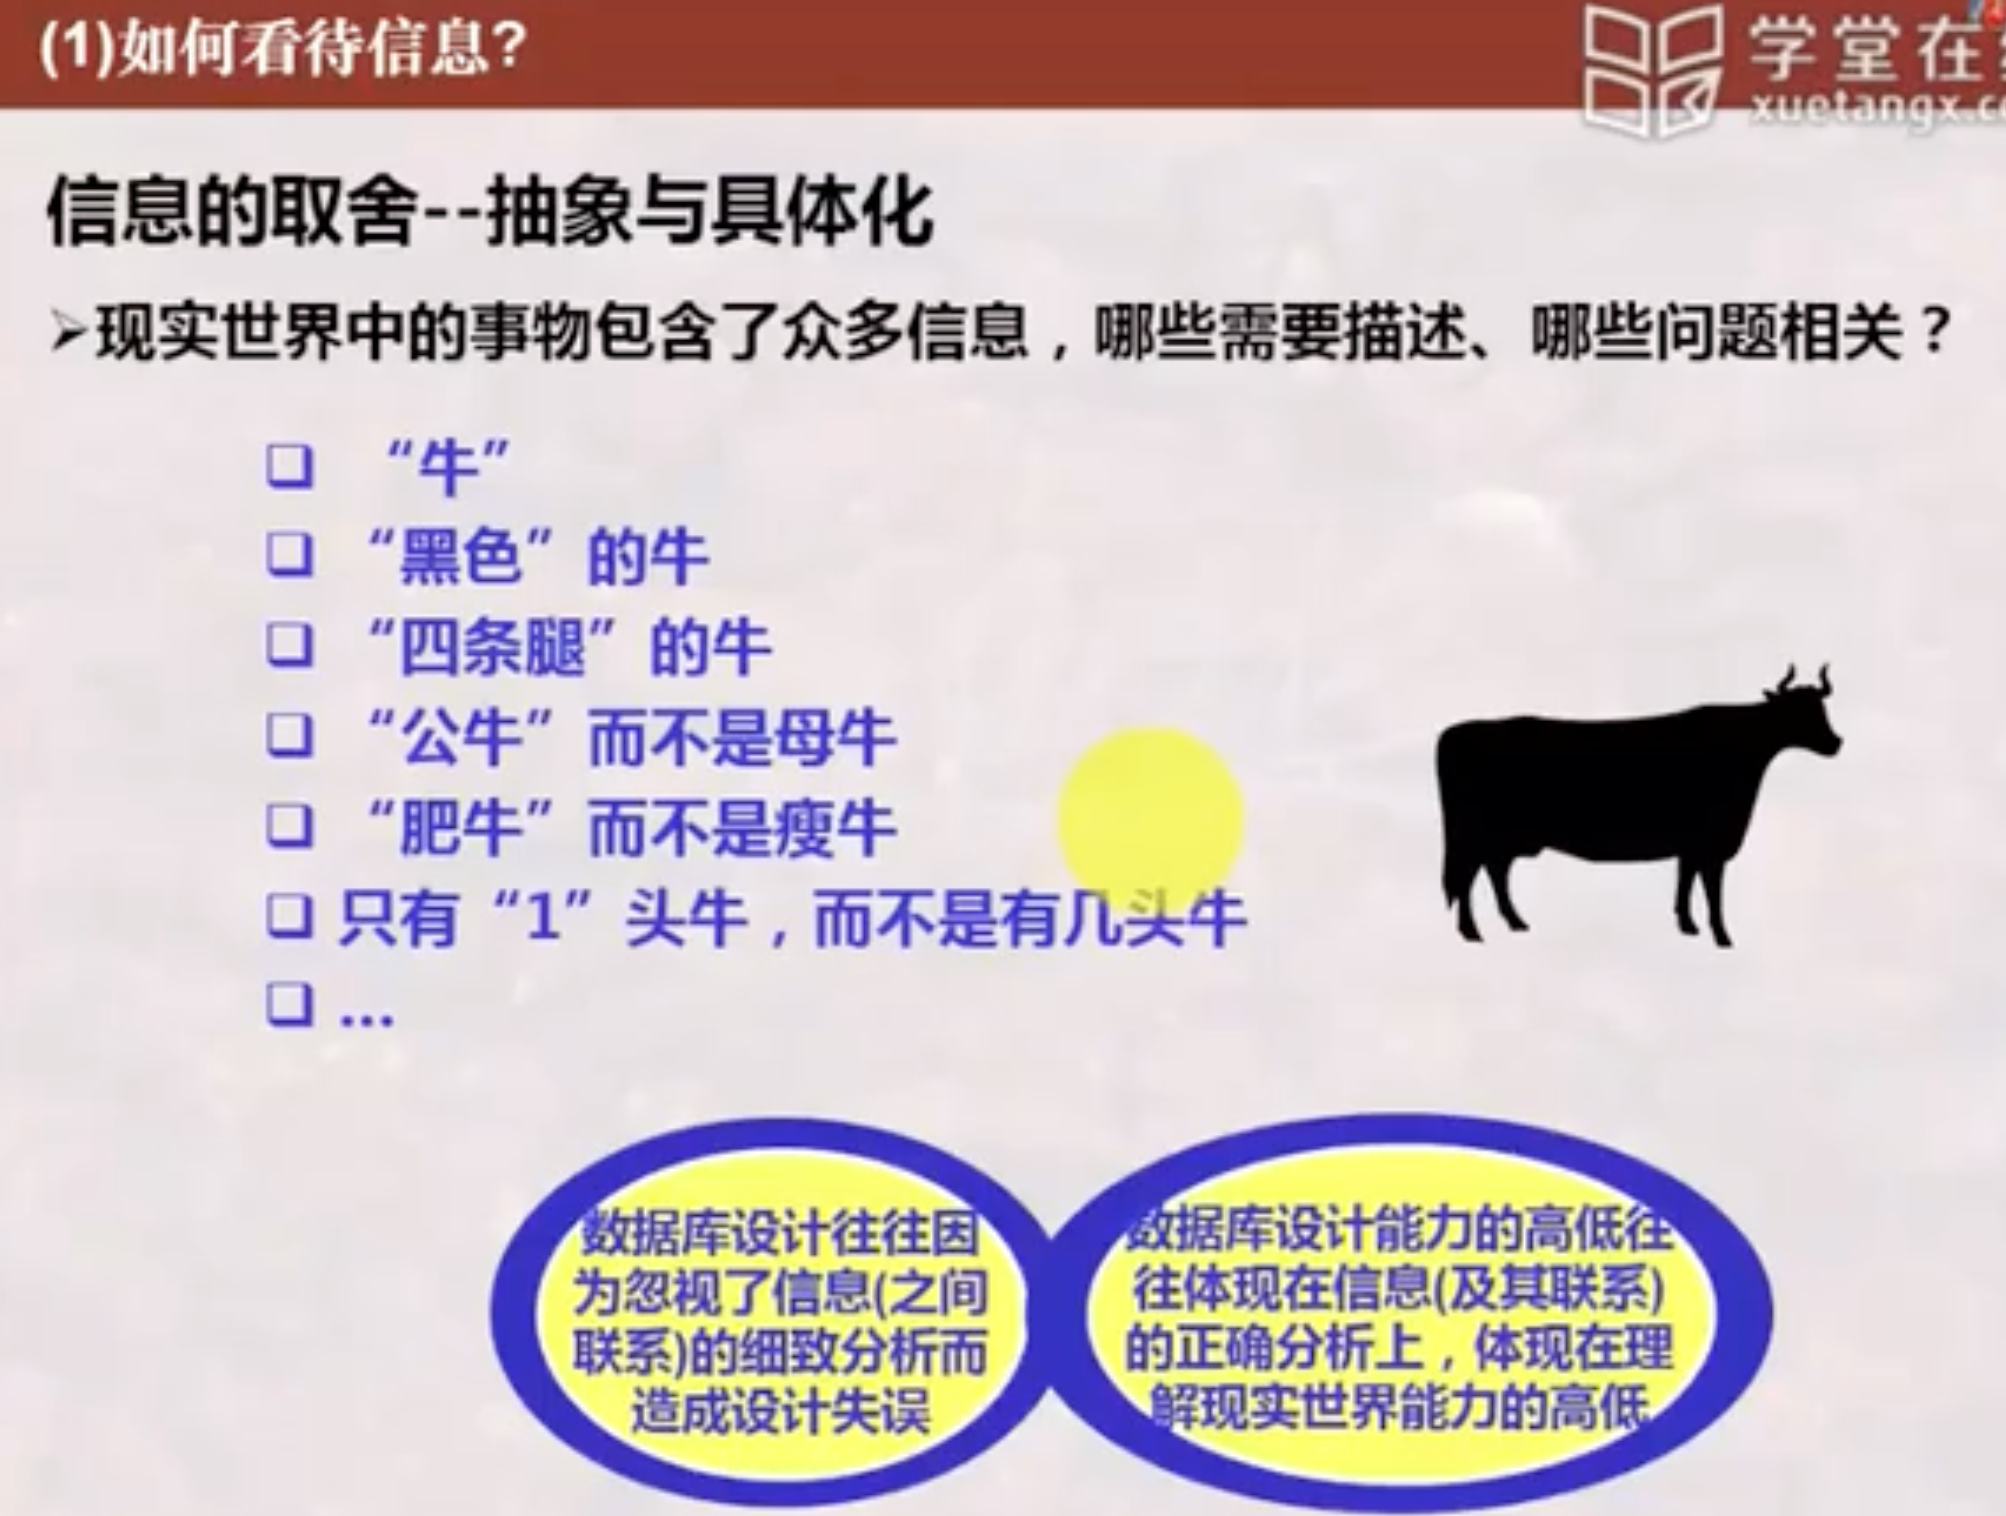 (1)如何看待信息?
学堂在
xuetangx.c
信息的取舍--抽象与具体化
➢现实世界中的事物包含了众多信息，哪些需要描述、哪些问题相关？
❑ “牛”
❑ “黑色”的牛
❑ “四条腿”的牛
❑ “公牛”而不是母牛
❑ “肥牛”而不是瘦牛
❑ 只有“1”头牛，而不是有几头牛
❑ …
数据库设计往往因
为忽视了信息(之间
联系)的细致分析而
造成设计失误
数据库设计能力的高低往
往体现在信息(及其联系)
的正确分析上，体现在理
解现实世界能力的高低